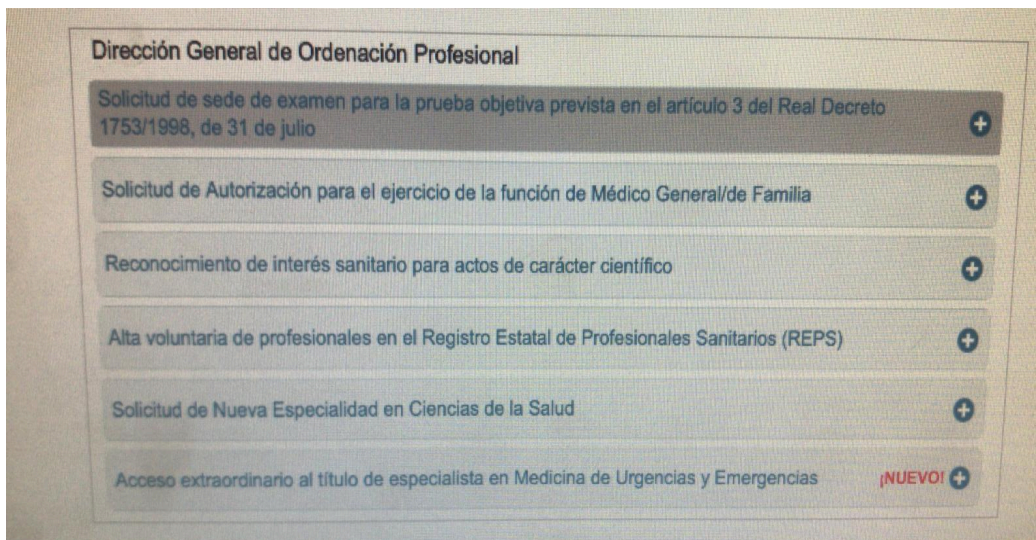 Dirección General de Ordenación Profesional
Solicitud de sede de examen para la prueba objetiva prevista en el artículo 3 del Real Decreto
1753/1998, de 31 de julio
Solicitud de Autorización para el ejercicio de la función de Médico General/de Familia
Reconocimiento de interés sanitario para actos de carácter científico
Alta voluntaria de profesionales en el Registro Estatal de Profesionales Sanitarios (REPS)
Solicitud de Nueva Especialidad en Ciencias de la Salud
Acceso extraordinario al título de especialista en Medicina de Urgencias y Emergencias ¡NUEVO!